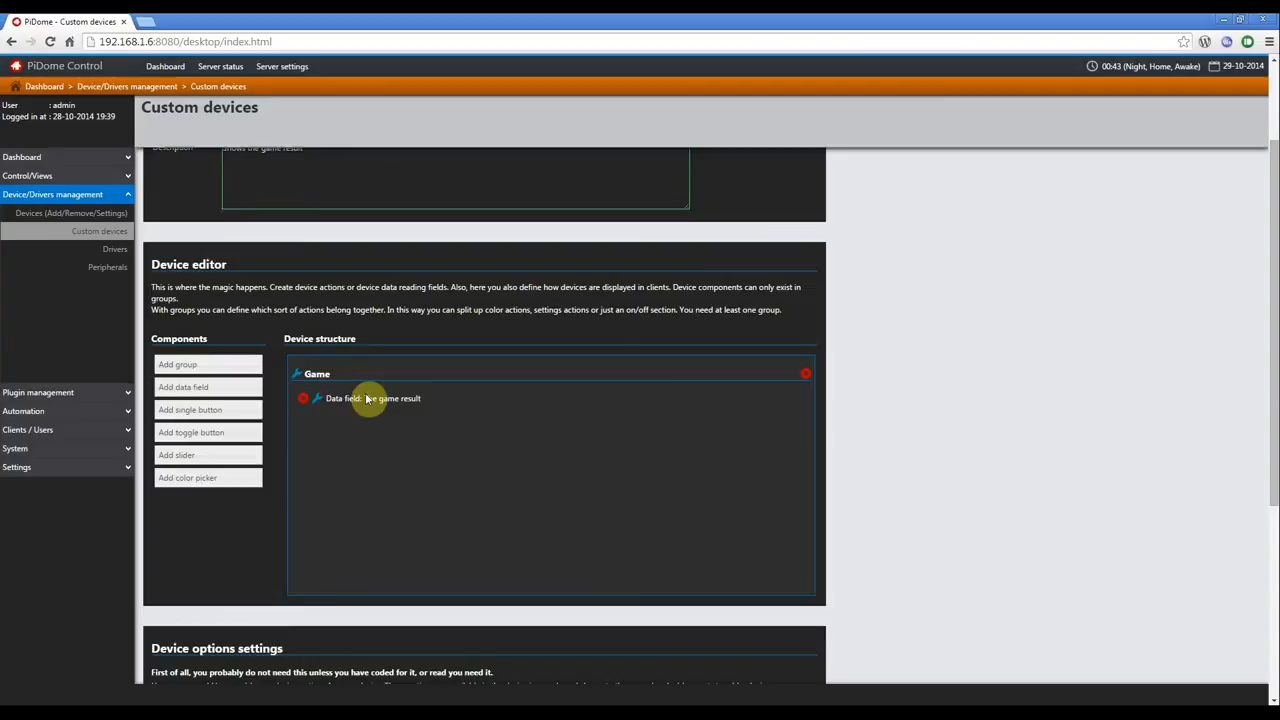 PiDome - Custom devices
192.168.1.6:8080/desktop/index.html
PiDome Control
Dashboard
Server status
Server settings
00:43 (Night, Home, Awake)
29-10-2014
Dashboard > Device/Drivers management > Custom devices
User : admin
Logged in at : 28-10-2014 19:39
Custom devices
Dashboard
Control/Views
Device/Drivers management
Devices (Add/Remove/Settings)
Custom devices
Drivers
Peripherals
Plugin management
Automation
Clients / Users
System
Settings
Description
Shows the game result
Device editor
This is where the magic happens. Create device actions or device data reading fields. Also, here you also define how devices are displayed in clients. Device components can only exist in
groups.
With groups you can define which sort of actions belong together. In this way you can split up color actions, settings actions or just an on/off section. You need at least one group.
Components
Device structure
Add group
Add data field
Add single button
Add toggle button
Add slider
Add color picker
Game
Data field: game result
Device options settings
First of all, you probably do not need this unless you have coded for it, or read you need it.